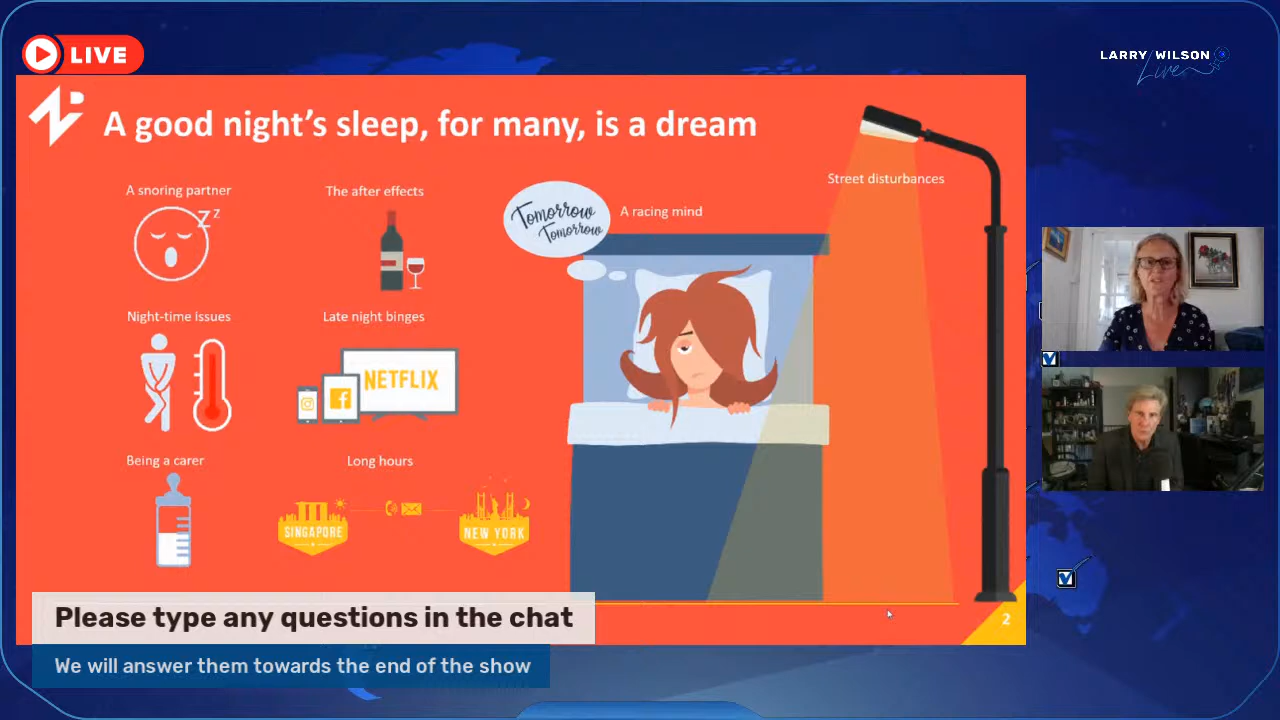 LIVE
LARRY WILSON
Live
A good night's sleep, for many, is a dream
A snoring partner
z z
The after effects
Tomorrow
Tomorrow
A racing mind
Street disturbances
Night-time issues
Late night binges
NETFLIX
f
Being a carer
Long hours
SINGAPORE
NEW YORK
2
Please type any questions in the chat
We will answer them towards the end of the show